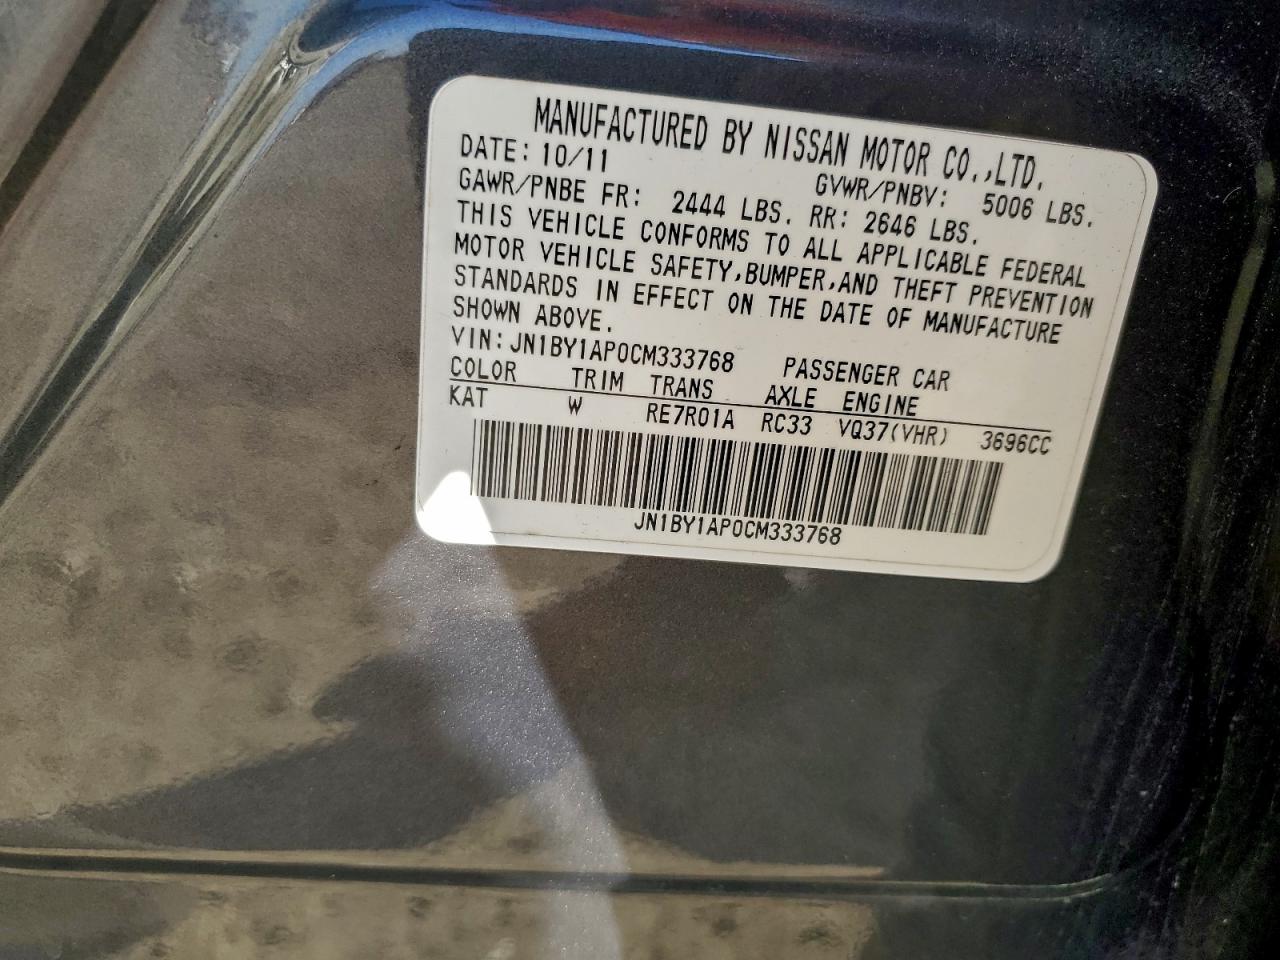 MANUFACTURED BY NISSAN MOTOR CO.,LTD.
DATE: 10/11 GVWR/PNBV: 5006 LBS.
GAWR/PNBE FR: 2444 LBS. RR: 2646 LBS.
THIS VEHICLE CONFORMS TO ALL APPLICABLE FEDERAL
MOTOR VEHICLE SAFETY,BUMPER,AND THEFT PREVENTION
STANDARDS IN EFFECT ON THE DATE OF MANUFACTURE
SHOWN ABOVE.
VIN: JN1BY1AP0CM333768 PASSENGER CAR
COLOR TRIM TRANS AXLE ENGINE
KAT W RE7R01A RC33 VQ37(VHR) 3696CC
JN1BY1AP0CM333768